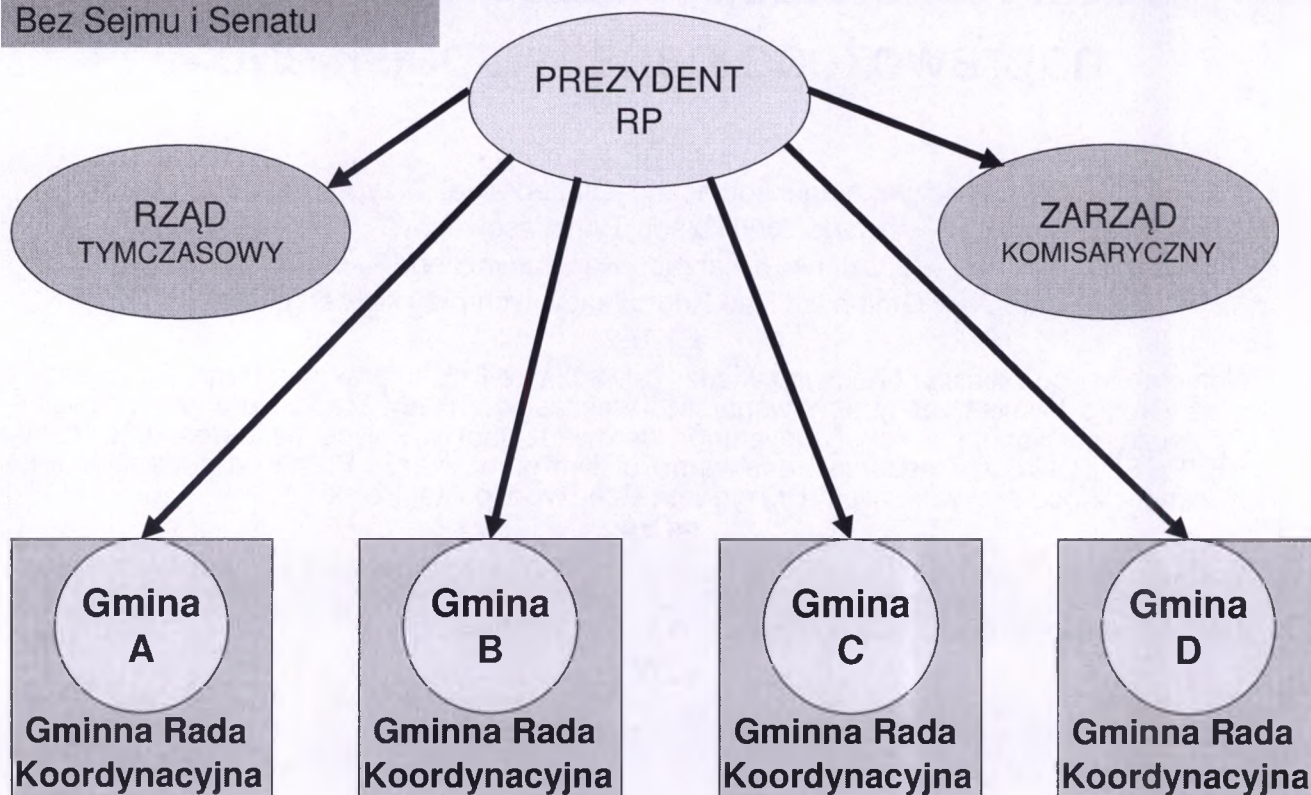 Bez Sejmu i Senatu
PREZYDENT
RP
RZĄD
TYMCZASOWY
ZARZĄD
KOMISARYCZNY
Gmina
A
Gminna Rada
Koordynacyjna
Gmina
B
Gminna Rada
Koordynacyjna
Gmina
C
Gminna Rada
Koordynacyjna
Gmina
D
Gminna Rada
Koordynacyjna